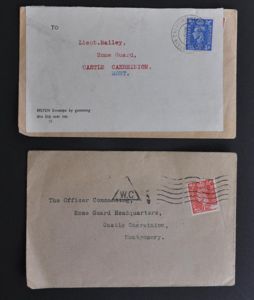 TO
Lieut.Bailey,
Home Guard,
CASTLE CAEREINION,
MONT.
W.C
The Officer Commanding,
Home Guard Headquarters,
Castle Caereinion,
Montgomery.